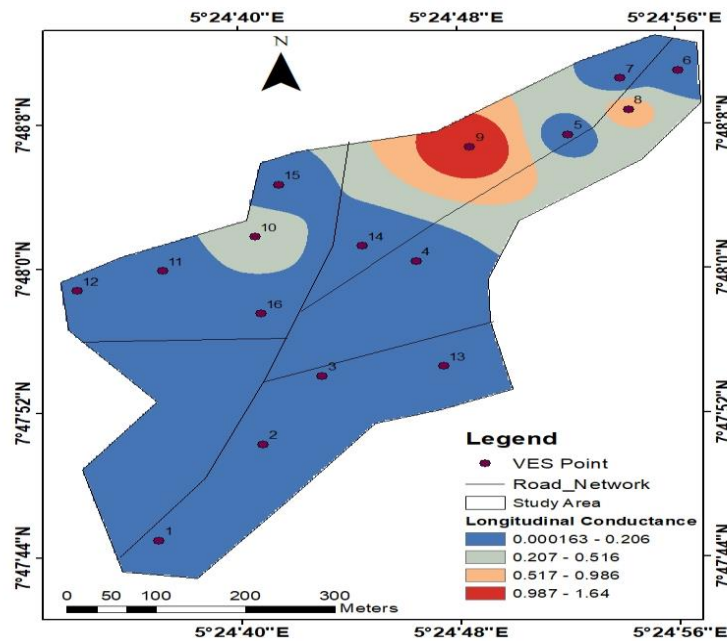 5°24'40"E 5°24'48"E 5°24'56"E
N
7 6
8
7°48'8"N 5 7°48'8"N
9
15
10
14
4
7°48'0"N 11 7°48'0"N
12
16
3 13
7°47'52"N 7°47'52"N
2
Legend
VES Point
Road_Network
Study Area
Longitudinal Conductance
1
0.000163 - 0.206
7°47'44"N 0.207 - 0.516 7°47'44"N
0.517 - 0.986
0.987 - 1.64
0 50 100 200 300
Meters
5°24'40"E 5°24'48"E 5°24'56"E